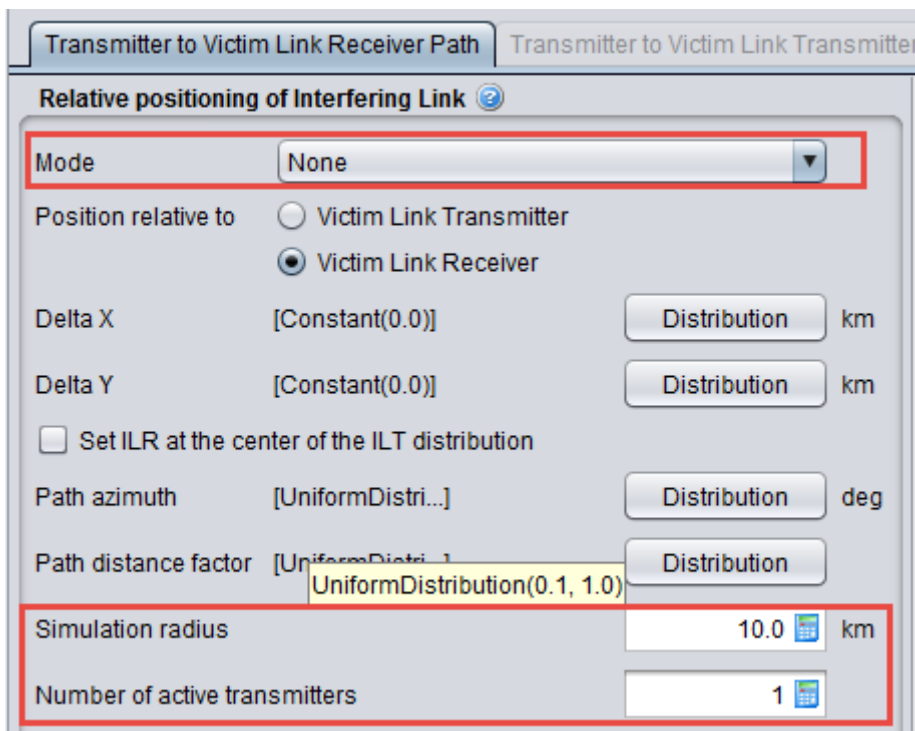 Transmitter to Victim Link Receiver Path Transmitter to Victim Link Transmitter
Relative positioning of Interfering Link
Mode None
Position relative to Victim Link Transmitter
Victim Link Receiver
Delta X [Constant(0.0)] Distribution km
Delta Y [Constant(0.0)] Distribution km
Set ILR at the center of the ILT distribution
Path azimuth [UniformDistri...] Distribution deg
Path distance factor [UniformDistri...] Distribution
UniformDistribution(0.1, 1.0)
Simulation radius 10.0 km
Number of active transmitters 1